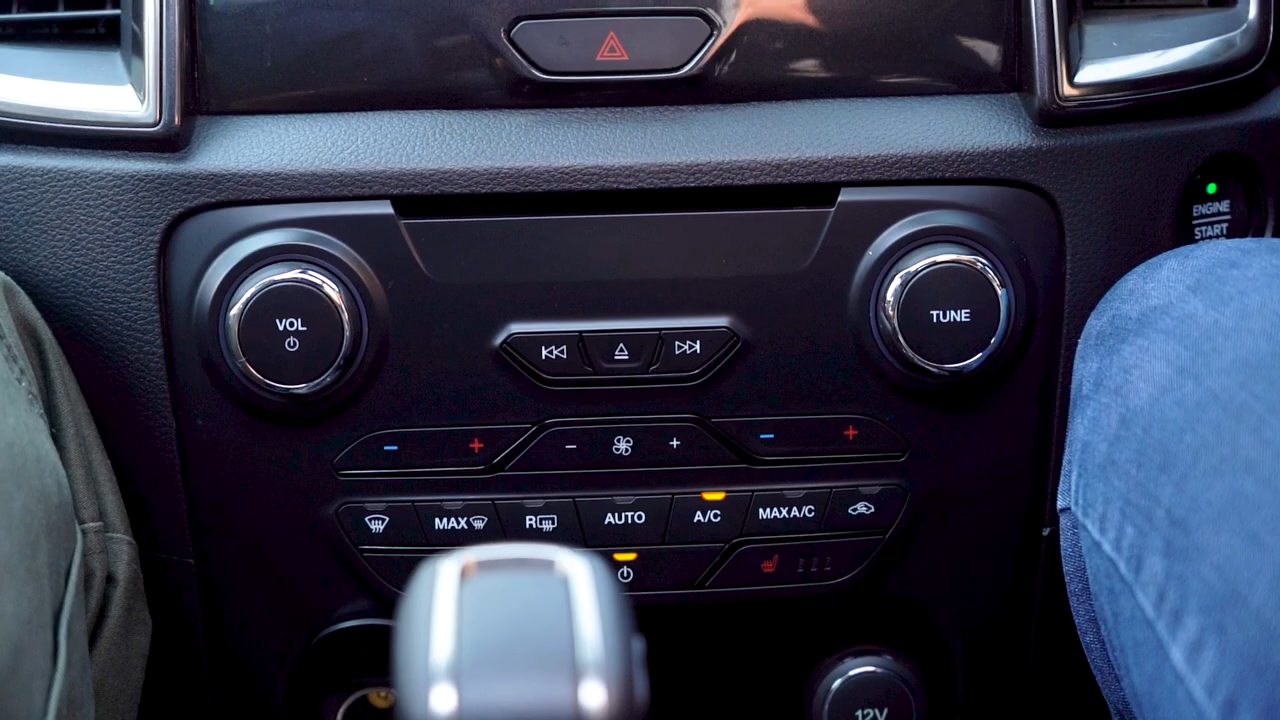 ENGINE
START
VOL
TUNE
MAX
R
AUTO
A/C
MAX A/C
12V